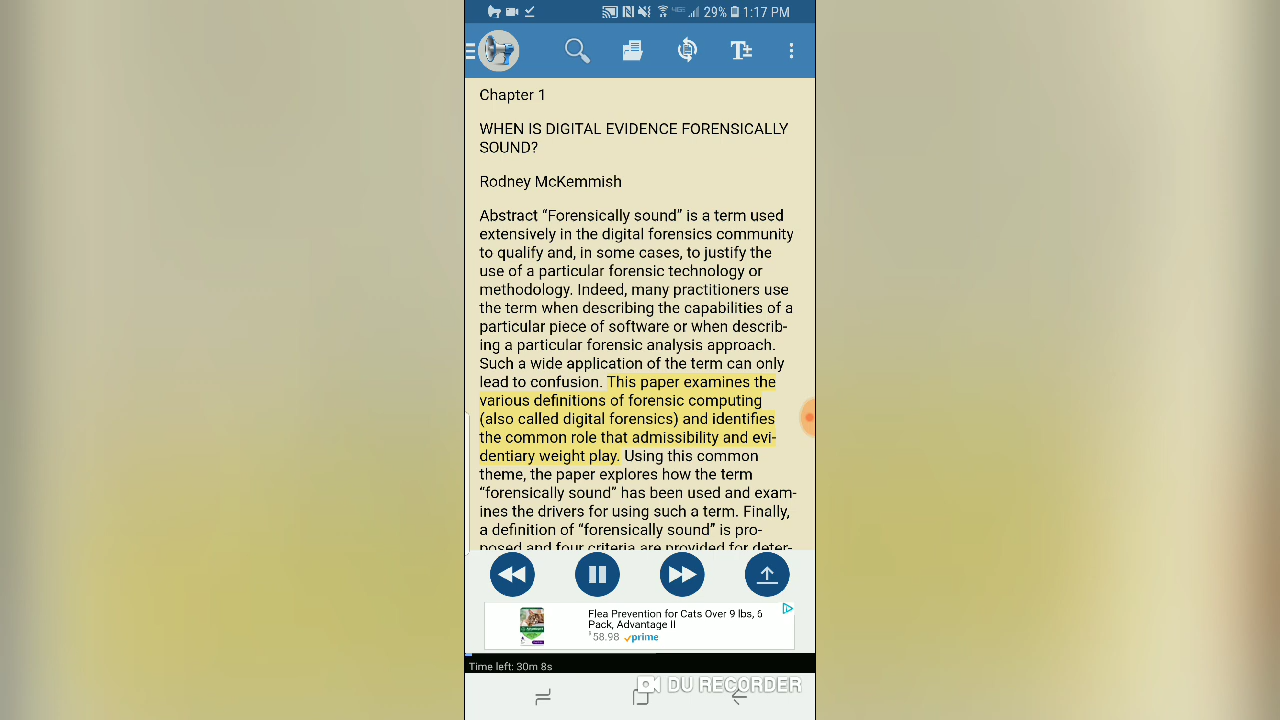 29% 1:17 PM
T±
Chapter 1
WHEN IS DIGITAL EVIDENCE FORENSICALLY
SOUND?
Rodney McKemmish
Abstract “Forensically sound” is a term used
extensively in the digital forensics community
to qualify and, in some cases, to justify the
use of a particular forensic technology or
methodology. Indeed, many practitioners use
the term when describing the capabilities of a
particular piece of software or when describ-
ing a particular forensic analysis approach.
Such a wide application of the term can only
lead to confusion. This paper examines the
various definitions of forensic computing
(also called digital forensics) and identifies
the common role that admissibility and evi-
dentiary weight play. Using this common
theme, the paper explores how the term
“forensically sound” has been used and exam-
ines the drivers for using such a term. Finally,
a definition of “forensically sound” is pro-
posed and four criteria are provided for deter-
Flea Prevention for Cats Over 9 lbs, 6
Pack, Advantage II
$58.98 prime
Time left: 30m 8s
DU RECORDER